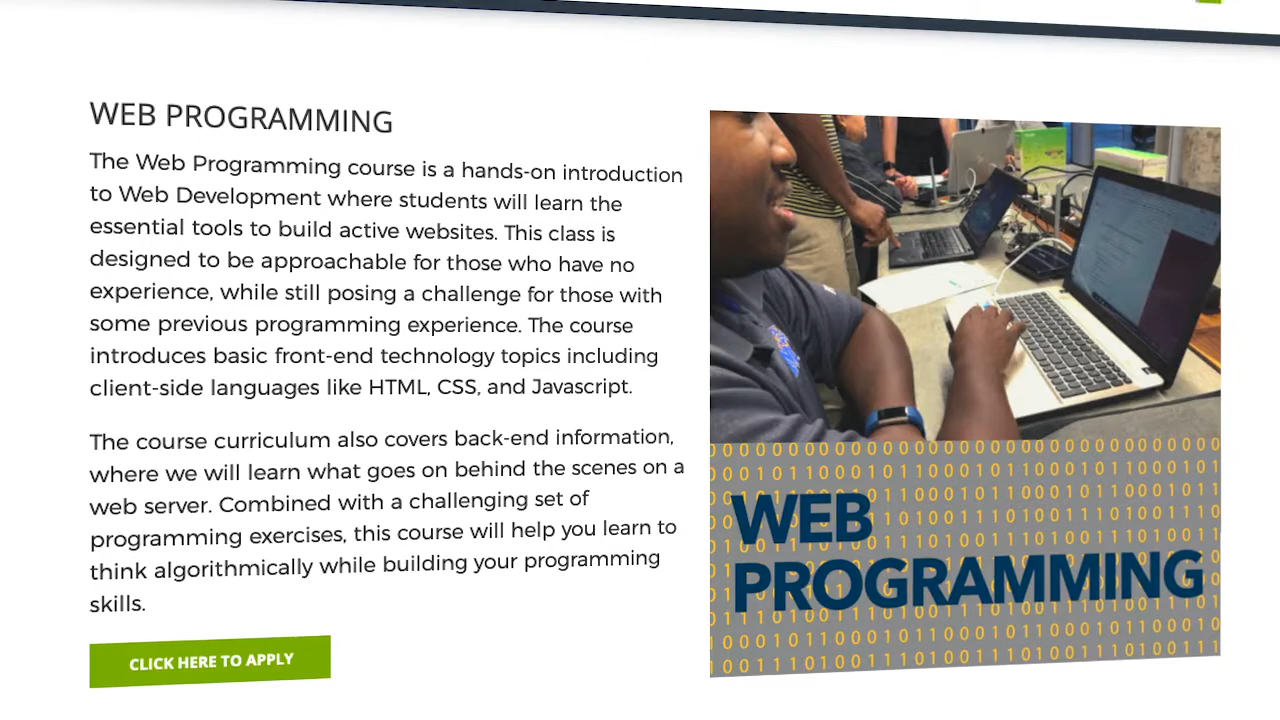 WEB PROGRAMMING
The Web Programming course is a hands-on introduction
to Web Development where students will learn the
essential tools to build active websites. This class is
designed to be approachable for those who have no
experience, while still posing a challenge for those with
some previous programming experience. The course
introduces basic front-end technology topics including
client-side languages like HTML, CSS, and Javascript.
The course curriculum also covers back-end information,
where we will learn what goes on behind the scenes on a
web server. Combined with a challenging set of
programming exercises, this course will help you learn to
think algorithmically while building your programming
skills.
CLICK HERE TO APPLY
WEB
PROGRAMMING